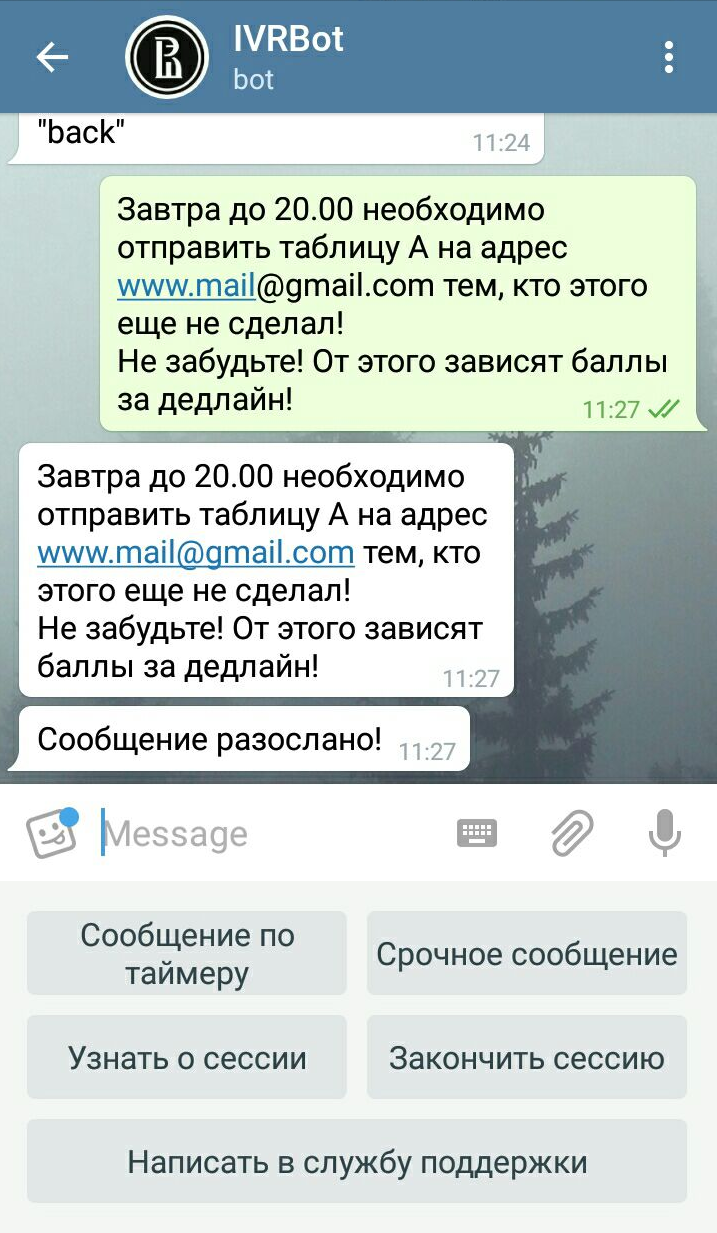 IVRBot
bot
"back"
11:24
Завтра до 20.00 необходимо
отправить таблицу А на адрес
www.mail@gmail.com тем, кто этого
еще не сделал!
Не забудьте! От этого зависят баллы
за дедлайн!
11:27
Завтра до 20.00 необходимо
отправить таблицу А на адрес
www.mail@gmail.com тем, кто
этого еще не сделал!
Не забудьте! От этого зависят
баллы за дедлайн!
11:27
Сообщение разослано! 11:27
Message
Сообщение по
таймеру
Срочное сообщение
Узнать о сессии
Закончить сессию
Написать в службу поддержки